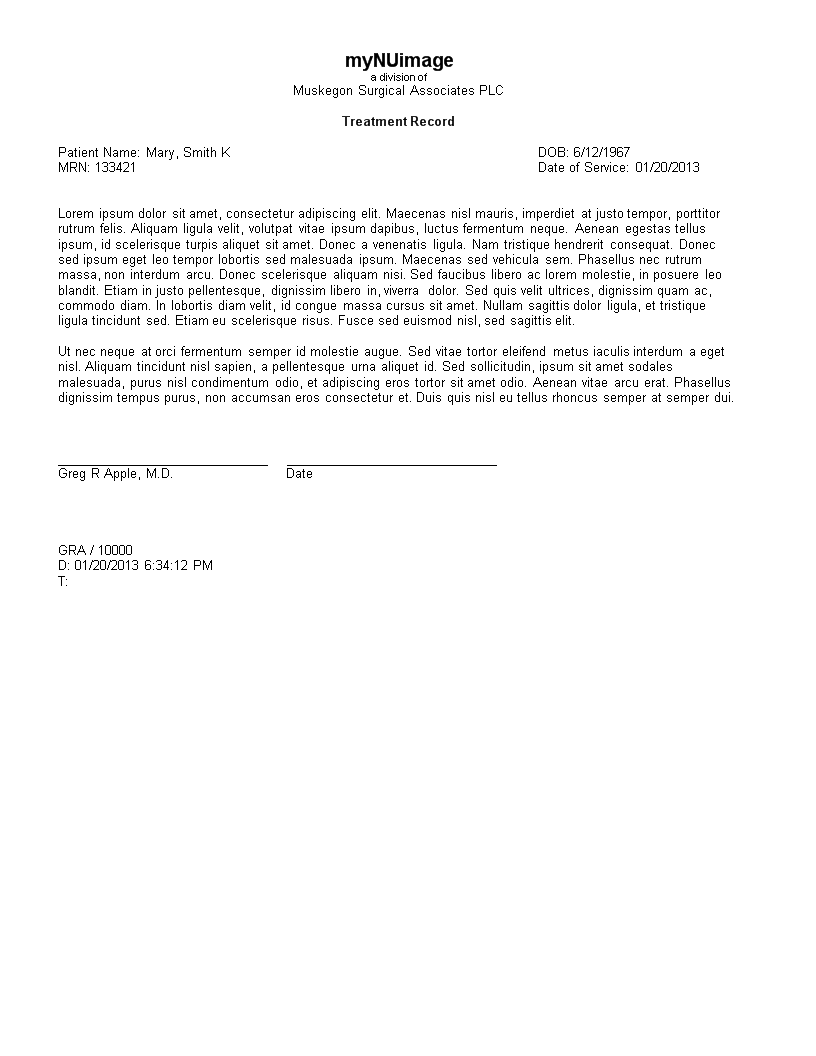 myNUimage
a division of
Muskegon Surgical Associates PLC
Treatment Record
Patient Name: Mary, Smith K
DOB: 6/12/1967
MRN: 133421
Date of Service: 01/20/2013
Lorem ipsum dolor sit amet, consectetur adipiscing elit. Maecenas nisl mauris, imperdiet at justo tempor, porttitor
rutrum felis. Aliquam ligula velit, volutpat vitae ipsum dapibus, luctus fermentum neque. Aenean egestas tellus
ipsum, id scelerisque turpis aliquet sit amet. Donec a venenatis ligula. Nam tristique hendrerit consequat. Donec
sed ipsum eget leo tempor lobortis sed malesuada ipsum. Maecenas sed vehicula sem. Phasellus nec rutrum
massa, non interdum arcu. Donec scelerisque aliquam nisi. Sed faucibus libero ac lorem molestie, in posuere leo
blandit. Etiam in justo pellentesque, dignissim libero in, viverra dolor. Sed quis velit ultrices, dignissim quam ac,
commodo diam. In lobortis diam velit, id congue massa cursus sit amet. Nullam sagittis dolor ligula, et tristique
ligula tincidunt sed. Etiam eu scelerisque risus. Fusce sed euismod nisl, sed sagittis elit.
Ut nec neque at orci fermentum semper id molestie augue. Sed vitae tortor eleifend metus iaculis interdum a eget
nisl. Aliquam tincidunt nisl sapien, a pellentesque urna aliquet id. Sed sollicitudin, ipsum sit amet sodales
malesuada, purus nisl condimentum odio, et adipiscing eros tortor sit amet odio. Aenean vitae arcu erat. Phasellus
dignissim tempus purus, non accumsan eros consectetur et. Duis quis nisl eu tellus rhoncus semper at semper dui.
Greg R Apple, M.D.
Date
GRA / 10000
D: 01/20/2013 6:34:12 PM
T: